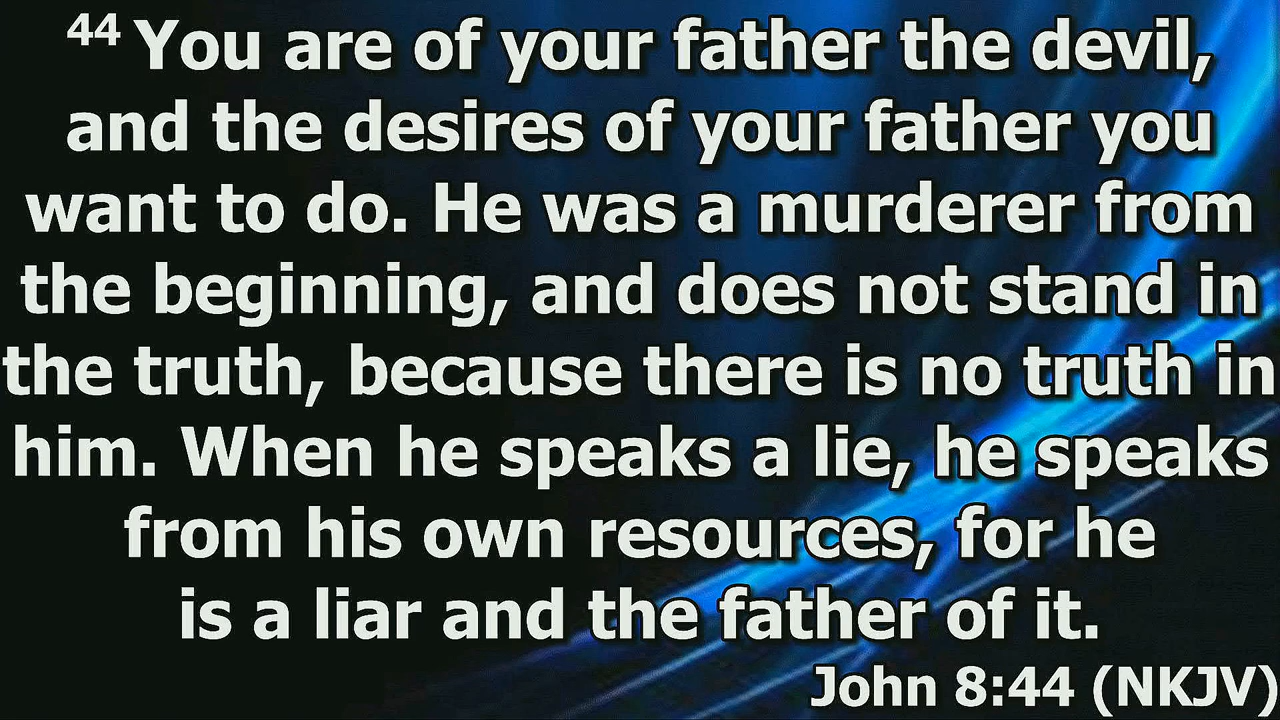 44 You are of your father the devil,
and the desires of your father you
want to do. He was a murderer from
the beginning, and does not stand in
the truth, because there is no truth in
him. When he speaks a lie, he speaks
from his own resources, for he
is a liar and the father of it.
John 8:44 (NKJV)